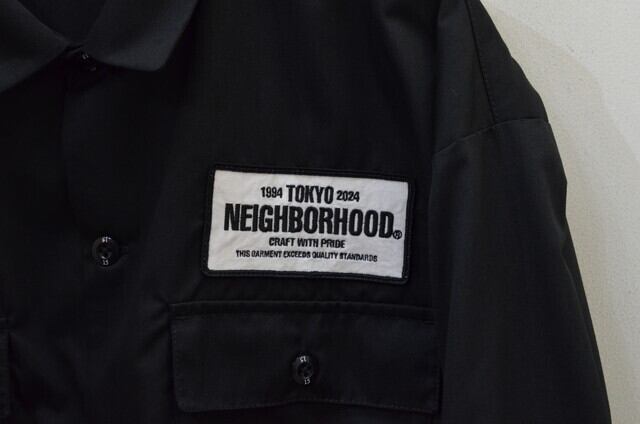 1994 TOKYO 2024
NEIGHBORHOOD®
CRAFT WITH PRIDE
THIS GARMENT EXCEEDS QUALITY STANDARDS